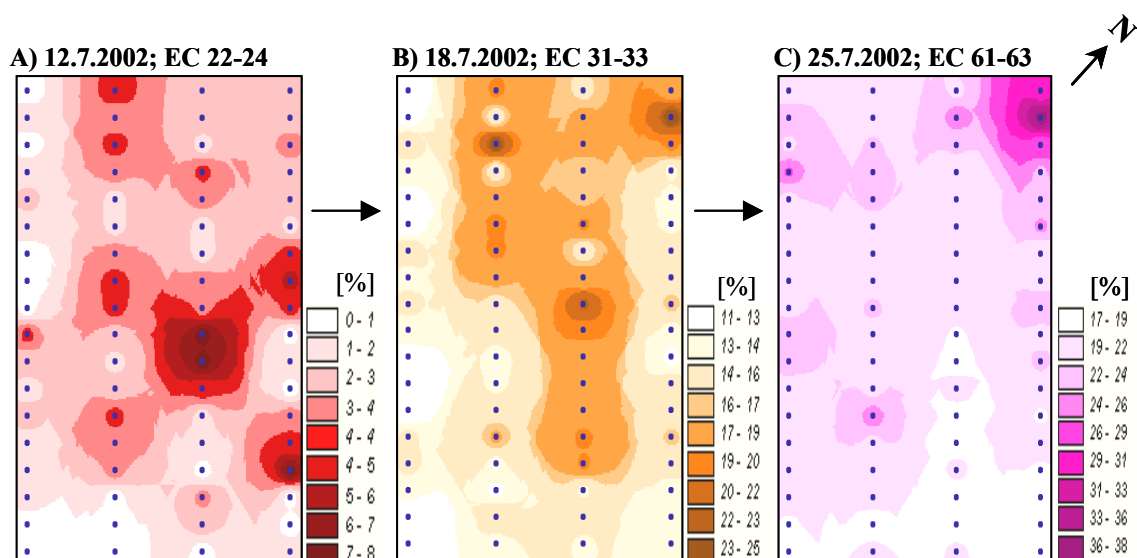 N
A) 12.7.2002; EC 22-24
B) 18.7.2002; EC 31-33
C) 25.7.2002; EC 61-63
[%]
0 - 1
1 - 2
2 - 3
3 - 4
4 - 4
4 - 5
5 - 6
6 - 7
7 - 8
[%]
11 - 13
13 - 14
14 - 16
16 - 17
17 - 19
19 - 20
20 - 22
22 - 23
23 - 25
[%]
17 - 19
19 - 22
22 - 24
24 - 26
26 - 29
29 - 31
31 - 33
33 - 36
36 - 38